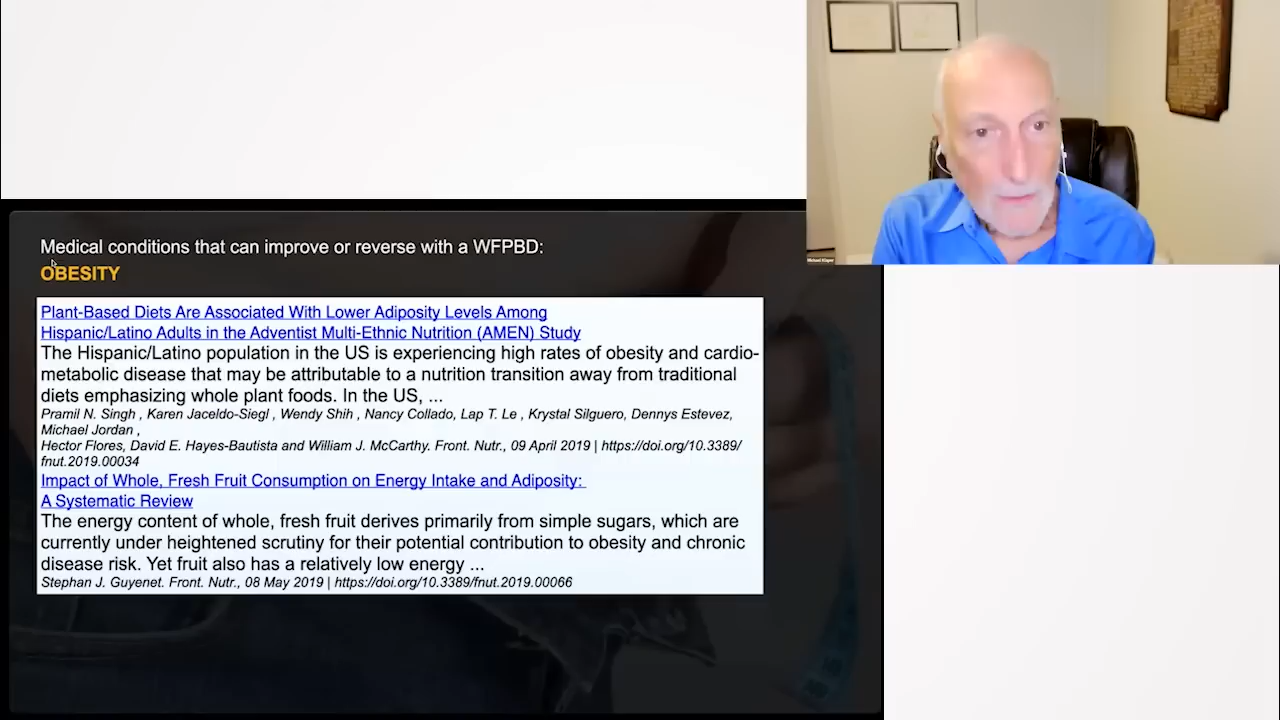 Medical conditions that can improve or reverse with a WFPBD:
OBESITY
Plant-Based Diets Are Associated With Lower Adiposity Levels Among
Hispanic/Latino Adults in the Adventist Multi-Ethnic Nutrition (AMEN) Study
The Hispanic/Latino population in the US is experiencing high rates of obesity and cardio-
metabolic disease that may be attributable to a nutrition transition away from traditional
diets emphasizing whole plant foods. In the US, ...
Pramil N. Singh , Karen Jaceldo-Siegl , Wendy Shih , Nancy Collado, Lap T. Le , Krystal Silguero, Dennys Estevez,
Michael Jordan ,
Hector Flores, David E. Hayes-Bautista and William J. McCarthy. Front. Nutr., 09 April 2019 | https://doi.org/10.3389/
fnut.2019.00034
Impact of Whole, Fresh Fruit Consumption on Energy Intake and Adiposity:
A Systematic Review
The energy content of whole, fresh fruit derives primarily from simple sugars, which are
currently under heightened scrutiny for their potential contribution to obesity and chronic
disease risk. Yet fruit also has a relatively low energy ...
Stephan J. Guyenet. Front. Nutr., 08 May 2019 | https://doi.org/10.3389/fnut.2019.00066